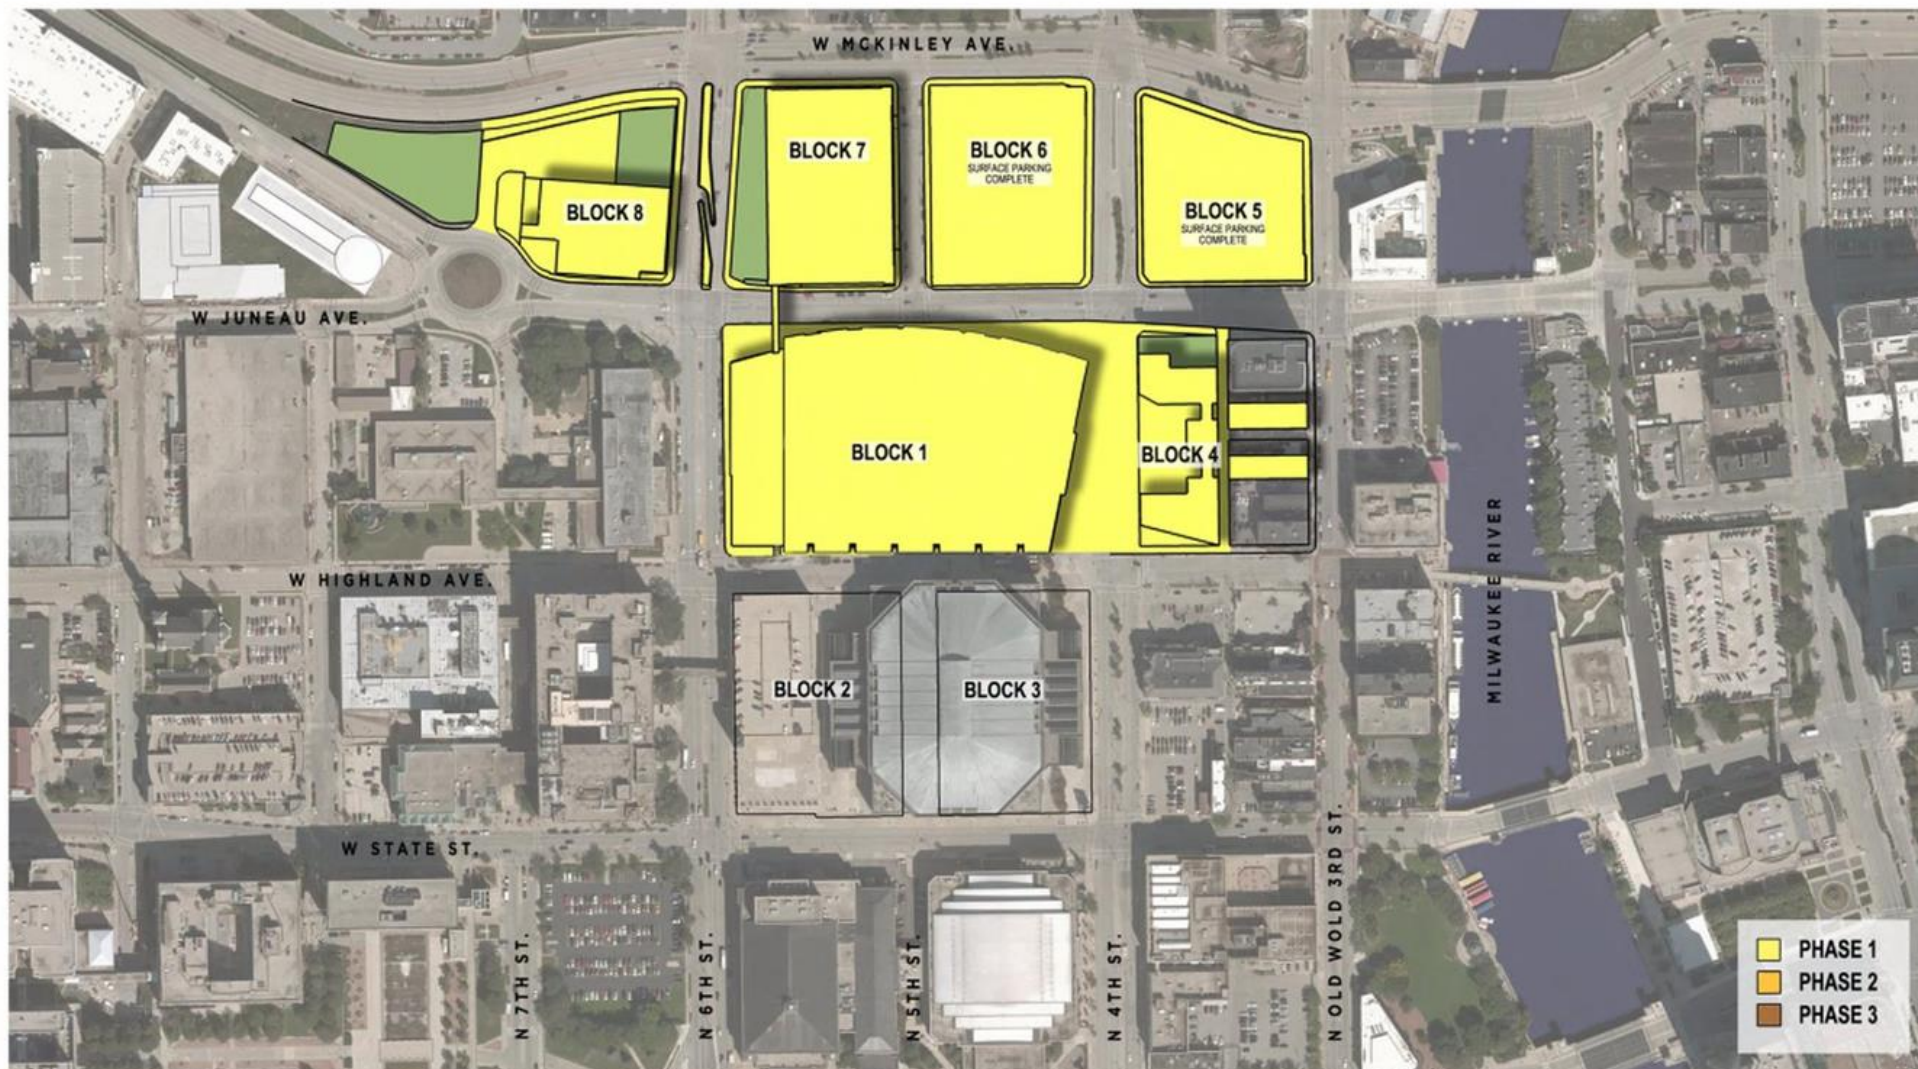 W MCKINLEY AVE.
BLOCK 7
BLOCK 6
SURFACE PARKING
COMPLETE
BLOCK 8
BLOCK 5
SURFACE PARKING
COMPLETE
W JUNEAU AVE.
BLOCK 1
BLOCK 4
W HIGHLAND AVE.
MILWAUKEE RIVER
BLOCK 2
BLOCK 3
W STATE ST.
N 7TH ST.
N 6TH ST.
N 5TH ST.
N 4TH ST.
N OLD WOLD 3RD ST.
PHASE 1
PHASE 2
PHASE 3